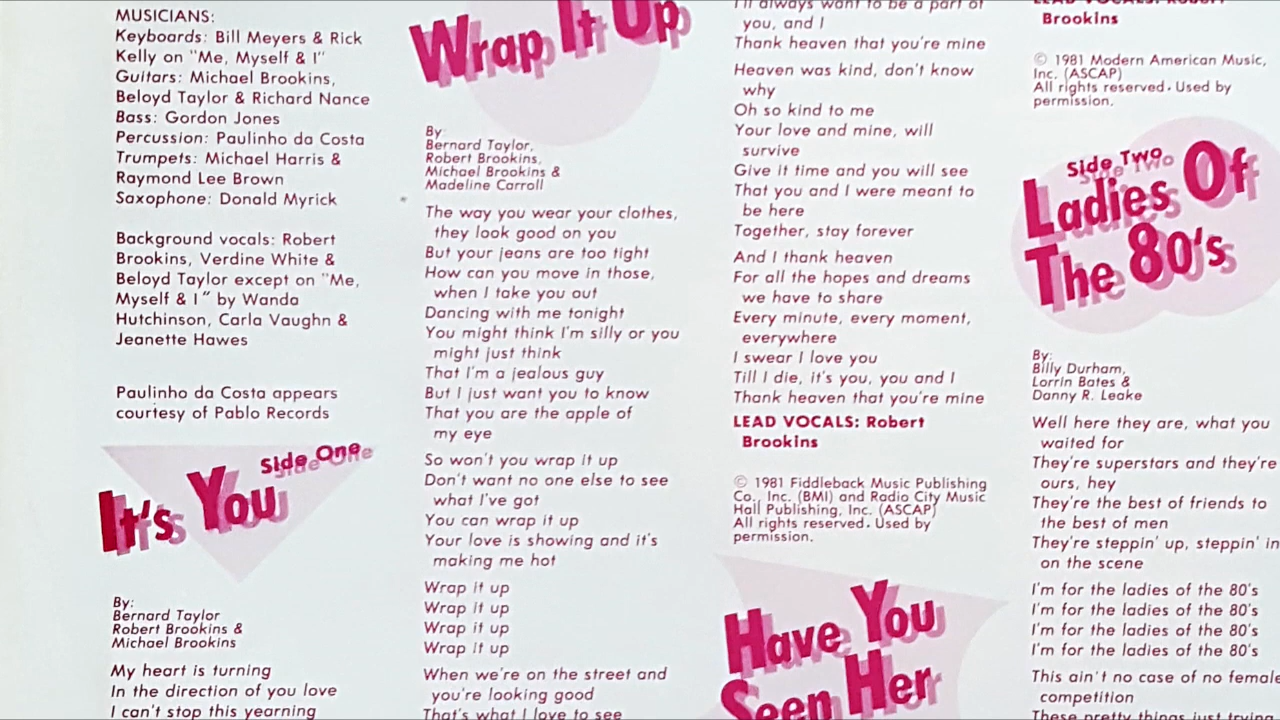 MUSICIANS:
Keyboards: Bill Meyers & Rick
Kelly on "Me, Myself & I"
Guitars: Michael Brookins,
Beloyd Taylor & Richard Nance
Bass: Gordon Jones
Percussion: Paulinho da Costa
Trumpets: Michael Harris &
Raymond Lee Brown
Saxophone: Donald Myrick
Background vocals: Robert
Brookins, Verdine White &
Beloyd Taylor except on "Me,
Myself & I" by Wanda
Hutchinson, Carla Vaughn &
Jeanette Hawes
Paulinho da Costa appears
courtesy of Pablo Records
Side One
It's You
By:
Bernard Taylor
Robert Brookins &
Michael Brookins
My heart is turning
In the direction of you love
I can't stop this yearning
Wrap It Up
By:
Bernard Taylor,
Robert Brookins,
Michael Brookins &
Madeline Carroll
The way you wear your clothes,
they look good on you
But your jeans are too tight
How can you move in those,
when I take you out
Dancing with me tonight
You might think I'm silly or you
might just think
That I'm a jealous guy
But I just want you to know
That you are the apple of
my eye
So won't you wrap it up
Don't want no one else to see
what I've got
You can wrap it up
Your love is showing and it's
making me hot
Wrap it up
Wrap it up
Wrap it up
Wrap it up
When we're on the street and
you're looking good
That's what I love to see
I'll always want to be a part of
you, and I
Thank heaven that you're mine
Heaven was kind, don't know
why
Oh so kind to me
Your love and mine, will
survive
Give it time and you will see
That you and I were meant to
be here
Together, stay forever
And I thank heaven
For all the hopes and dreams
we have to share
Every minute, every moment,
everywhere
I swear I love you
Till I die, it's you, you and I
Thank heaven that you're mine
LEAD VOCALS: Robert
Brookins
© 1981 Fiddleback Music Publishing
Co., Inc. (BMI) and Radio City Music
Hall Publishing, Inc. (ASCAP)
All rights reserved. Used by
permission.
Have You
Seen Her
LEAD VOCALS: Robert
Brookins
© 1981 Modern American Music,
Inc. (ASCAP)
All rights reserved. Used by
permission.
Side Two
Ladies Of
The 80's
By:
Billy Durham,
Lorrin Bates &
Danny R. Leake
Well here they are, what you
waited for
They're superstars and they're
ours, hey
They're the best of friends to
the best of men
They're steppin' up, steppin' in
on the scene
I'm for the ladies of the 80's
I'm for the ladies of the 80's
I'm for the ladies of the 80's
I'm for the ladies of the 80's
This ain't no case of no female
competition
These pretty things just trying